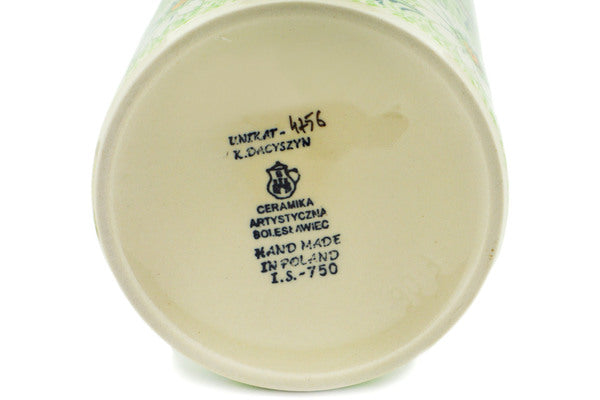 UNIKAT - 4756
K. DACYSZYN
CERAMIKA
ARTYSTYCZNA
BOLESŁAWIEC
HAND MADE
IN POLAND
I.S.-750